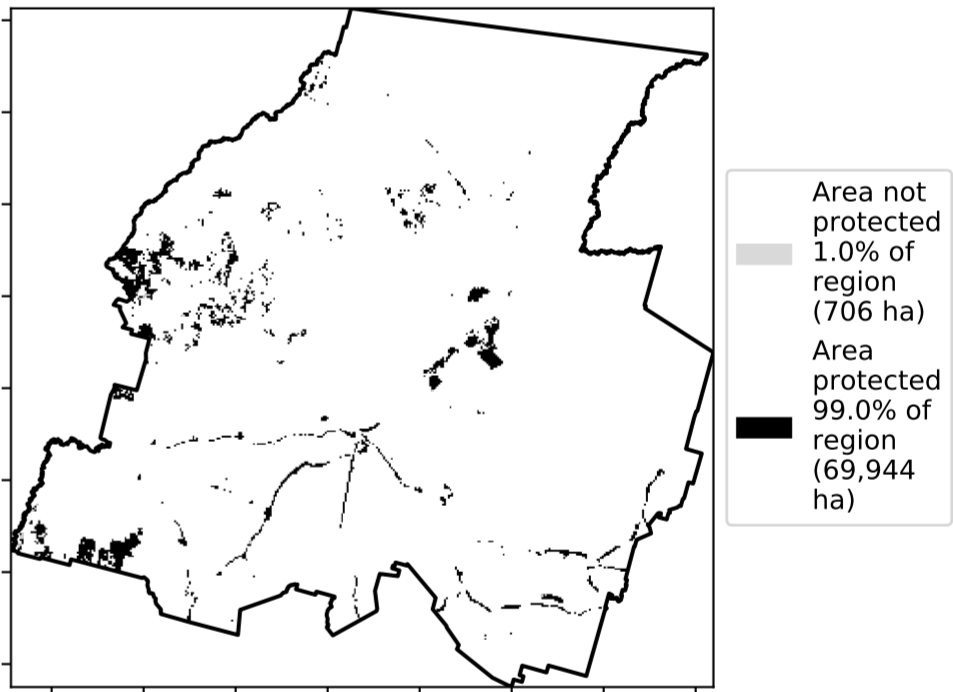 Area not
protected
1.0% of
region
(706 ha)
Area
protected
99.0% of
region
(69,944
ha)